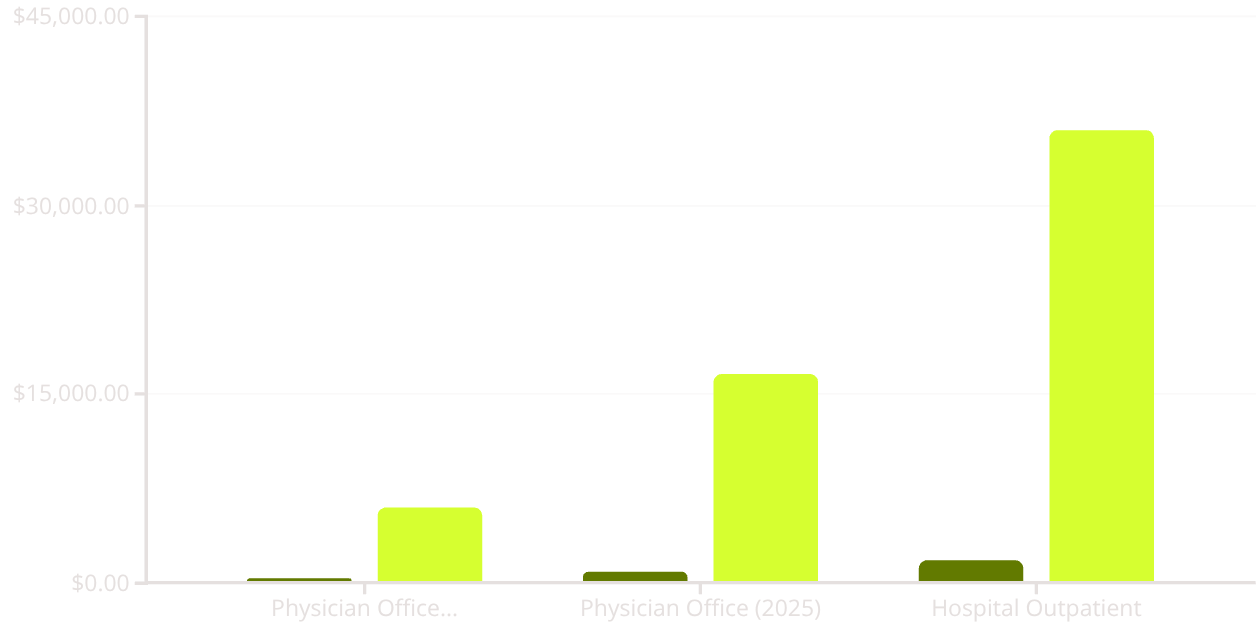 $45,000.00
$30,000.00
$15,000.00
$0.00
Physician Office...
Physician Office (2025)
Hospital Outpatient